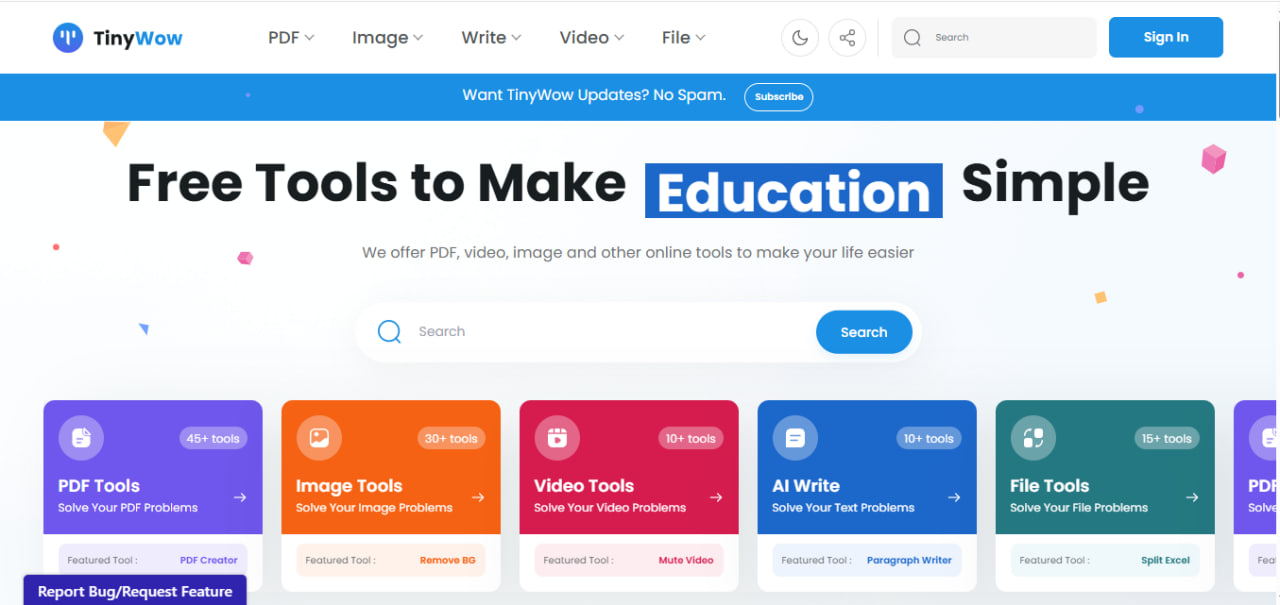 TinyWow
PDF Image Write Video File
Search
Sign In
Want TinyWow Updates? No Spam. Subscribe
Free Tools to Make Education Simple
We offer PDF, video, image and other online tools to make your life easier
Search Search
45+ tools
PDF Tools
Solve Your PDF Problems
Featured Tool : PDF Creator
30+ tools
Image Tools
Solve Your Image Problems
Featured Tool : Remove BG
10+ tools
Video Tools
Solve Your Video Problems
Featured Tool : Mute Video
10+ tools
AI Write
Solve Your Text Problems
Featured Tool : Paragraph Writer
15+ tools
File Tools
Solve Your File Problems
Featured Tool : Split Excel
Report Bug/Request Feature